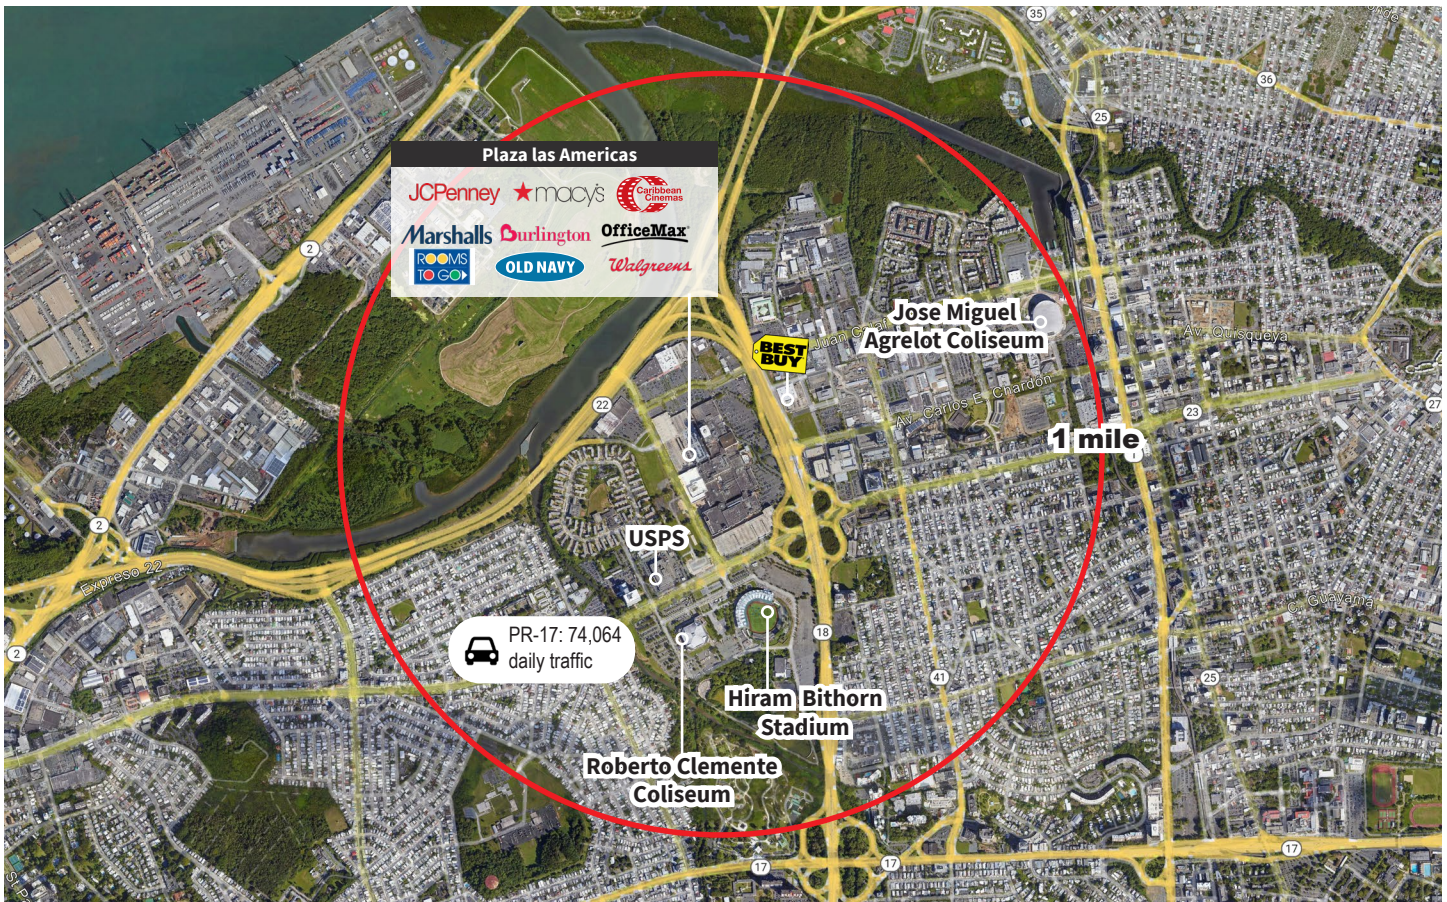 35
nde
36
25
Plaza las Americas
JCPenney
macy's
Caribbean
Cinemas
Marshalls
Burlington
OfficeMax
ROOMS
TO GO
OLD NAVY
Walgreens
2
Jose Miguel
Agrelot Coliseum
BEST
BUY
Av. Quisqueya
Av. Carlos E. Chardón
22
23
27
1 mile
2
Expreso 22
USPS
C. Guayama
PR-17: 74,064
daily traffic
18
2
41
25
Hiram Bithorn
Stadium
Roberto Clemente
Coliseum
17
17
17